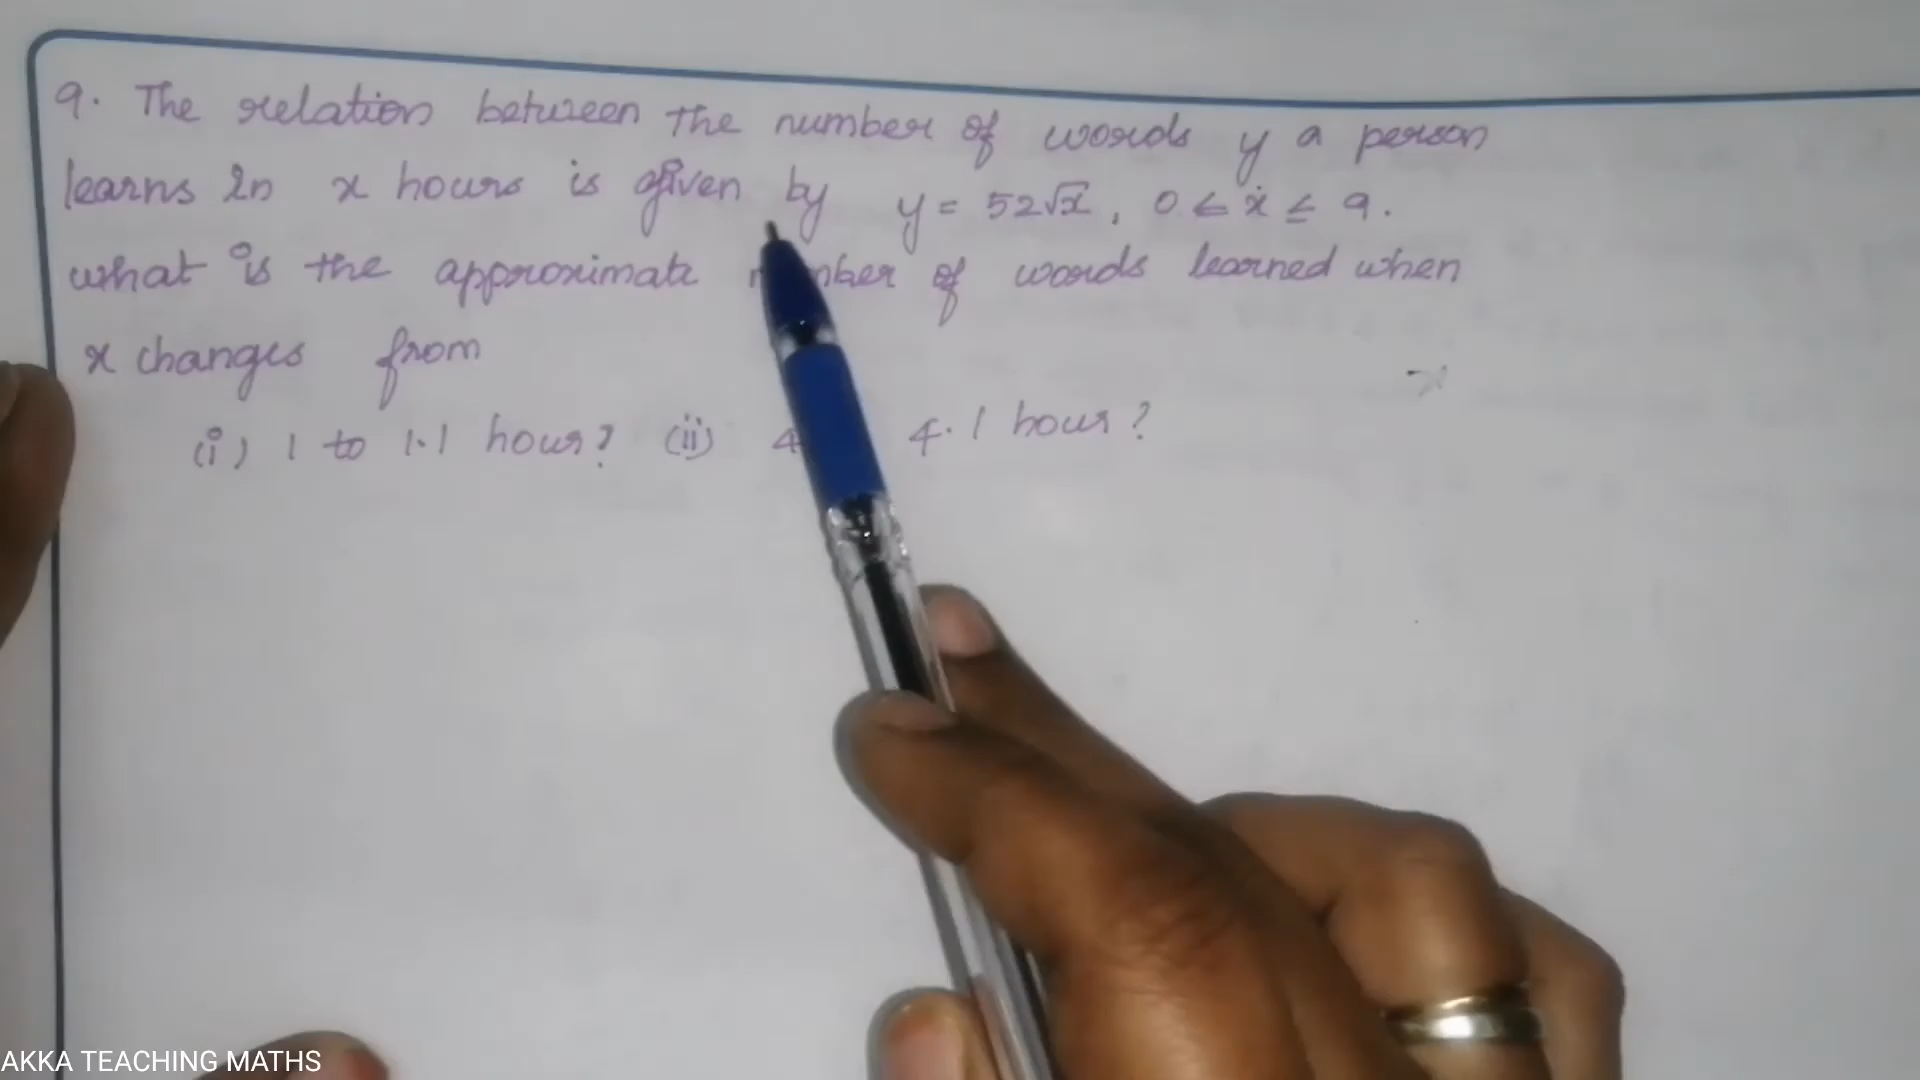 9. The relation between the number of words y a person
learns in x hours is given by y = 52√x, 0 ≤ x ≤ 9.
what is the approximate of words learned when
x changes from
(i) 1 to 1.1 hour? (ii) 4 4.1 hour?
AKKA TEACHING MATHS